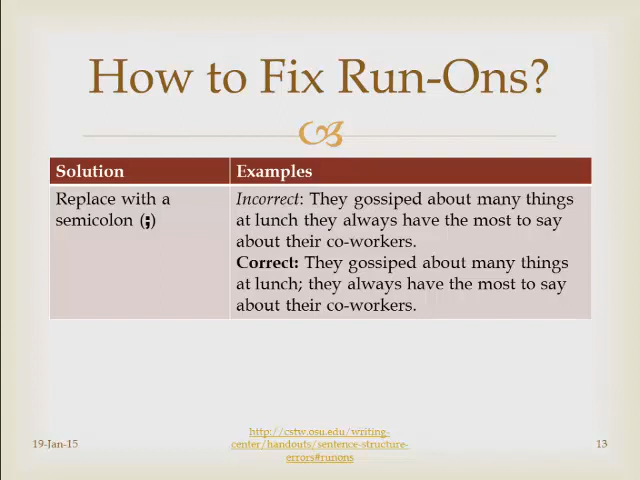 How to Fix Run-Ons?
Solution
Examples
Replace with a
semicolon (;)
Incorrect: They gossiped about many things
at lunch they always have the most to say
about their co-workers.
Correct: They gossiped about many things
at lunch; they always have the most to say
about their co-workers.
19-Jan-15
http://cstw.osu.edu/writing-
center/handouts/sentence-structure-
errors#runons
13